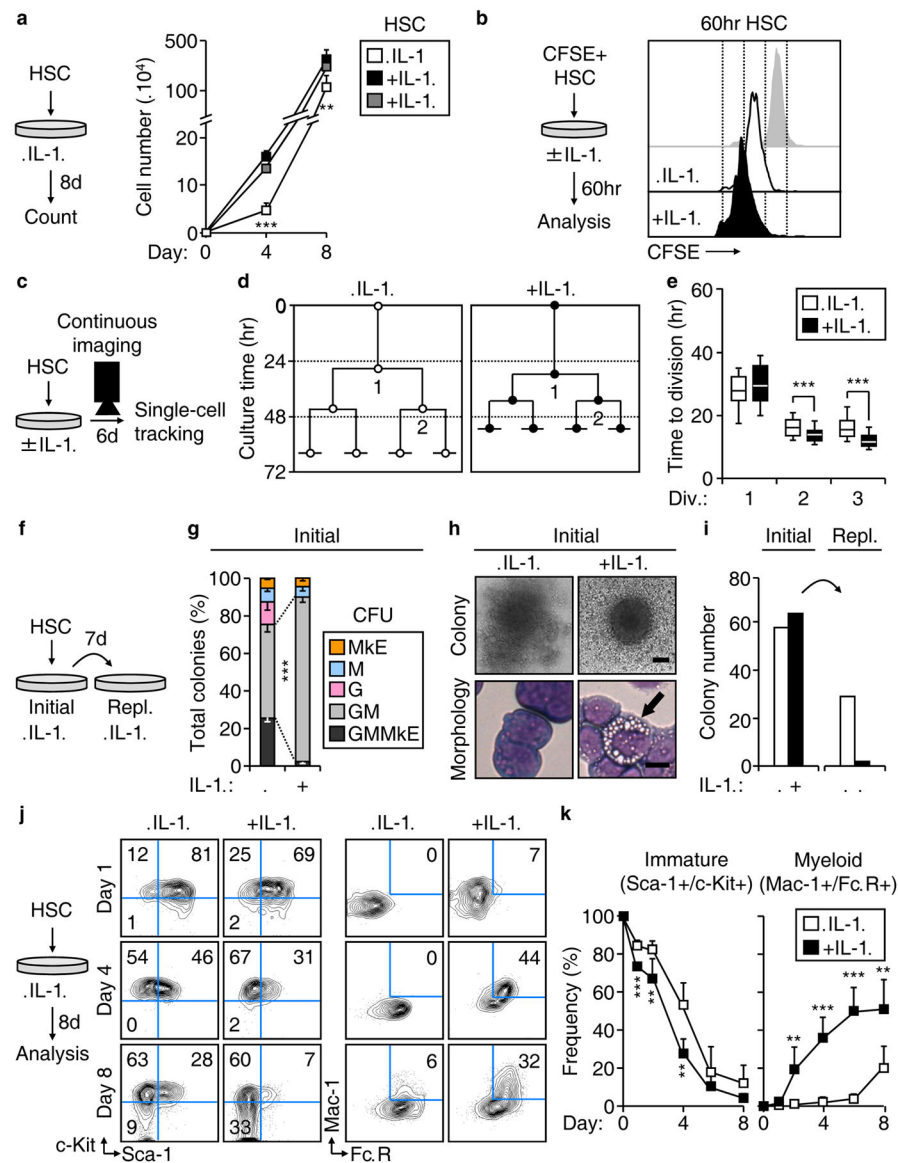 a
HSC
.IL-1.
8d
Count
Cell number (.10⁴)
500
100
20
10
0
Day: 0 4 8
***
**
HSC
.IL-1
+IL-1.
+IL-1.
b
CFSE+
HSC
±IL-1.
60hr
Analysis
60hr HSC
.IL-1.
+IL-1.
CFSE
c
Continuous
imaging
HSC
±IL-1.
6d
Single-cell
tracking
d
.IL-1. +IL-1.
Culture time (hr)
0
24
48
72
1
2
1
2
e
Time to division (hr)
60
40
20
0
.IL-1.
+IL-1.
*** ***
Div.: 1 2 3
f
HSC
7d
Initial Repl.
.IL-1. .IL-1.
g
Initial
Total colonies (%)
100
80
60
40
20
0
***
CFU
MkE
M
G
GM
GMMkE
IL-1.: . +
h
Initial
.IL-1. +IL-1.
Colony
Morphology
i
Initial Repl.
Colony number
80
60
40
20
0
IL-1.: . + . .
j
HSC
.IL-1.
8d
Analysis
.IL-1. +IL-1. .IL-1. +IL-1.
Day 1
12 81 25 69 0 7
1 2
Day 4
54 46 67 31 0 44
0 2
Day 8
63 28 60 7 6 32
9 33
c-Kit
Sca-1
Mac-1
Fc.R
k
Immature
(Sca-1+/c-Kit+)
Myeloid
(Mac-1+/Fc.R+)
.IL-1.
+IL-1.
Frequency (%)
100
80
60
40
20
0
*** ** **
** *** *** **
Day: 0 4 8 0 4 8